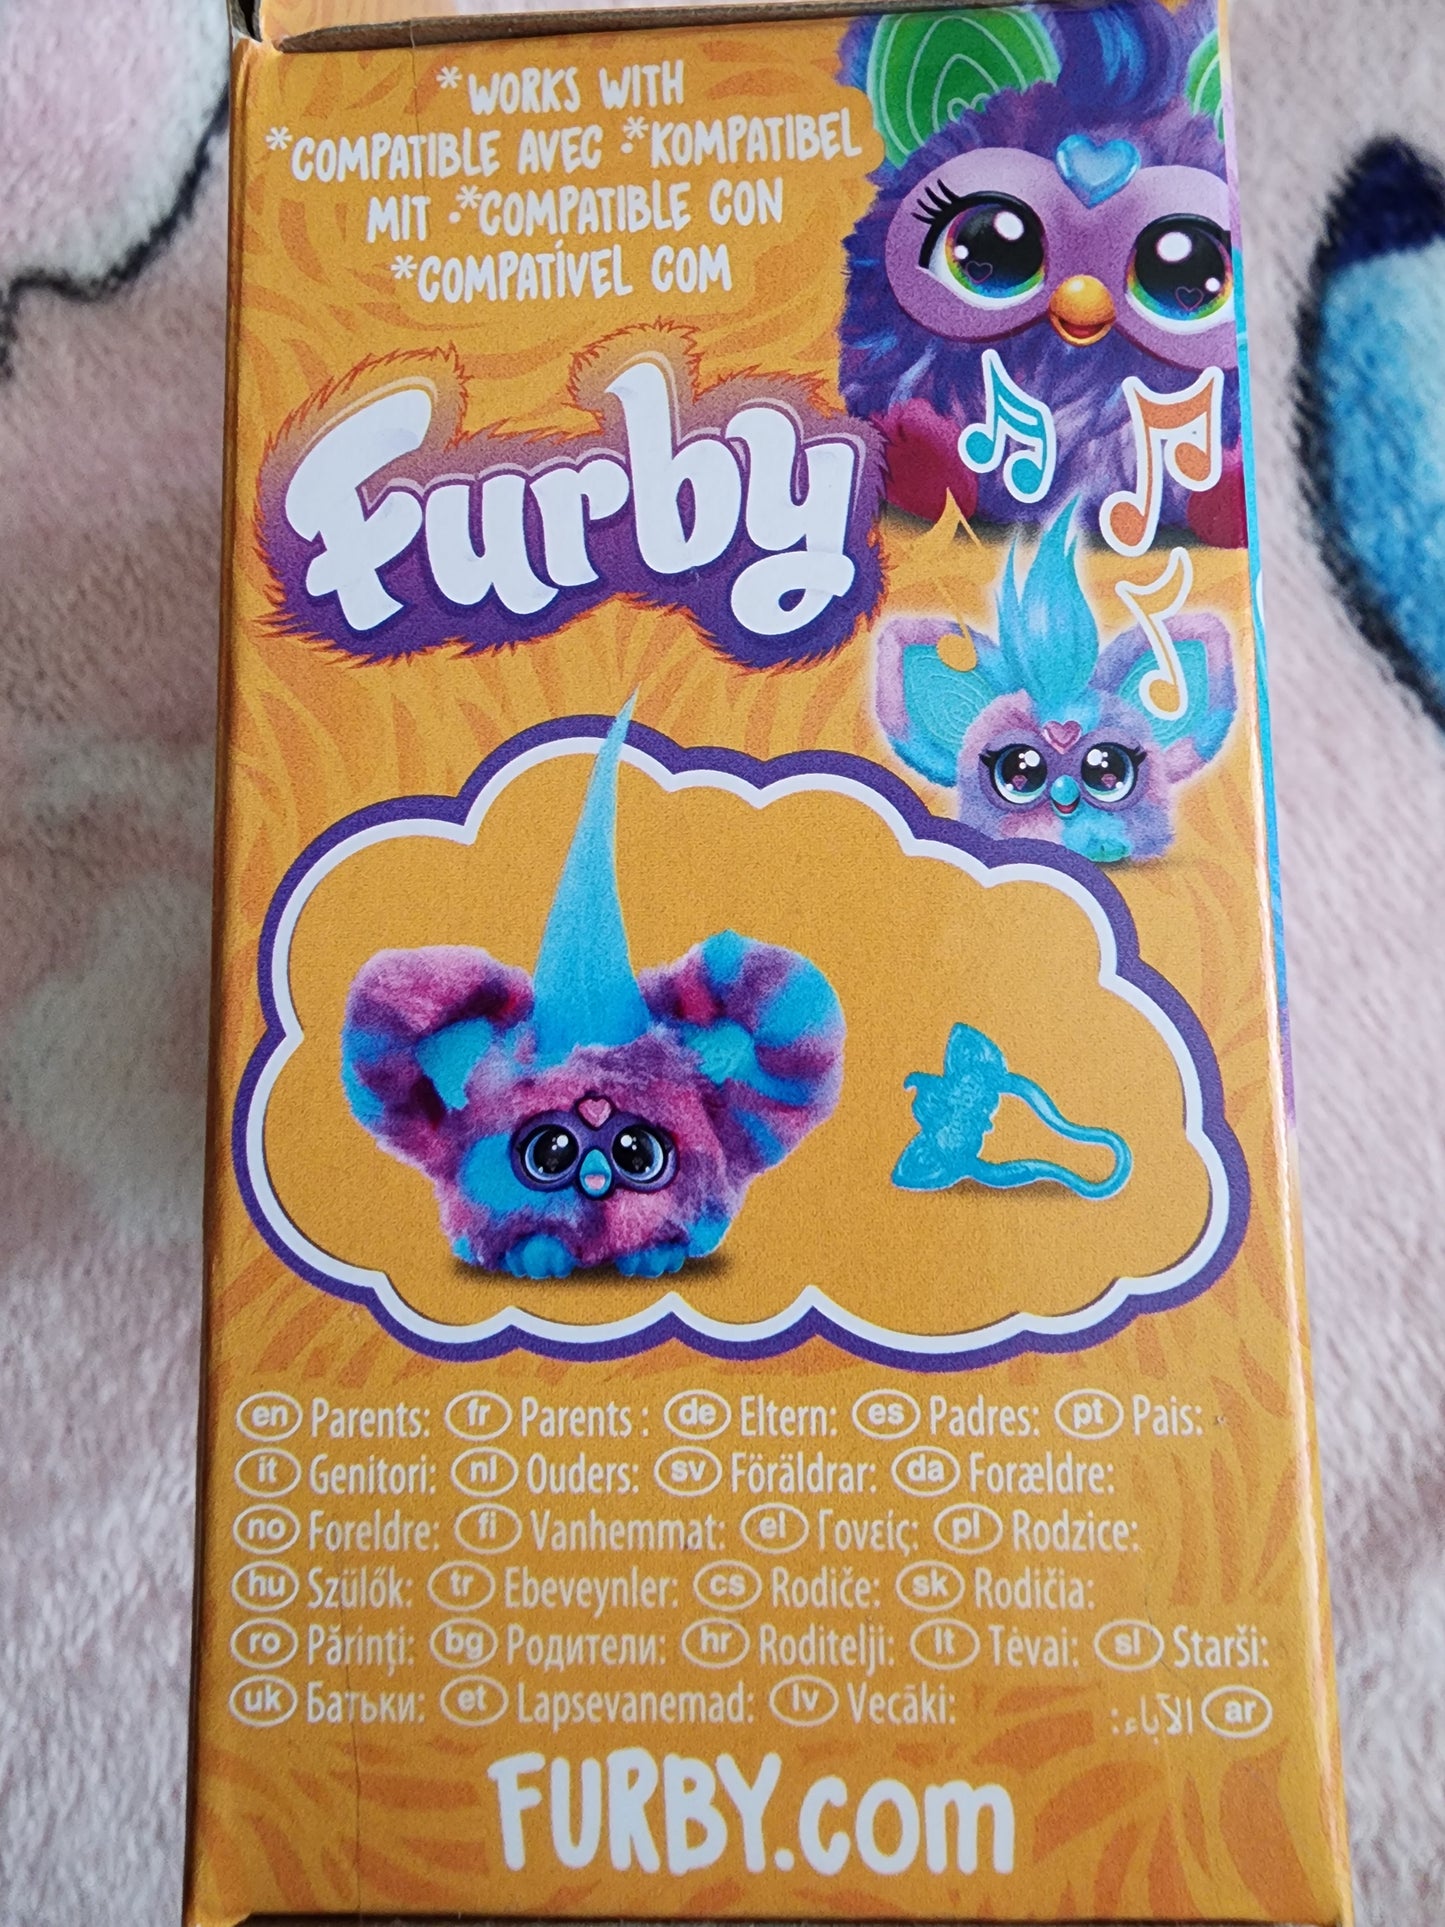 *WORKS WITH
*COMPATIBLE AVEC •*KOMPATIBEL
MIT •*COMPATIBLE CON
*COMPATÍVEL COM
Furby
en Parents: fr Parents : de Eltern: es Padres: pt Pais:
it Genitori: nl Ouders: sv Föräldrar: da Forældre:
no Foreldre: fi Vanhemmat: el Γονείς: pl Rodzice:
hu Szülők: tr Ebeveynler: cs Rodiče: sk Rodičia:
ro Părinți: bg Родители: hr Roditelji: lt Tėvai: sl Starši:
uk Батьки: et Lapsevanemad: lv Vecāki: ar الآباء:
FURBY.com